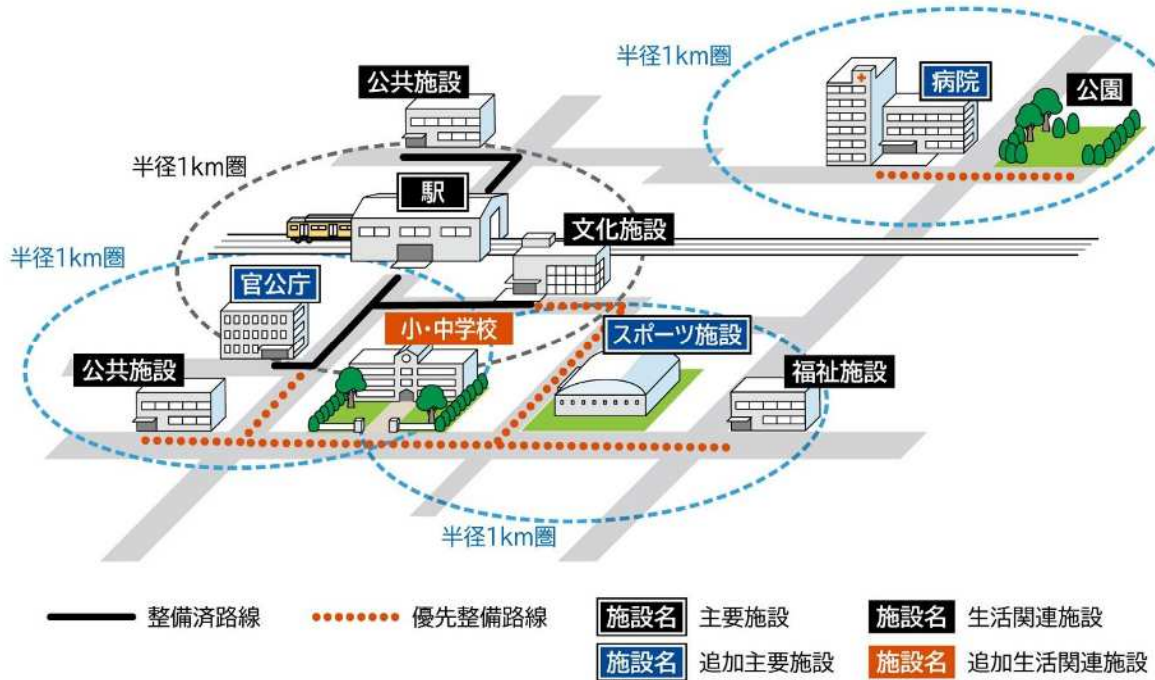 半径1km圏
病院
公園
公共施設
半径1km圏
駅
文化施設
半径1km圏
官公庁
小・中学校
スポーツ施設
公共施設
福祉施設
半径1km圏
整備済路線
優先整備路線
施設名 主要施設
施設名 生活関連施設
施設名 追加主要施設
施設名 追加生活関連施設